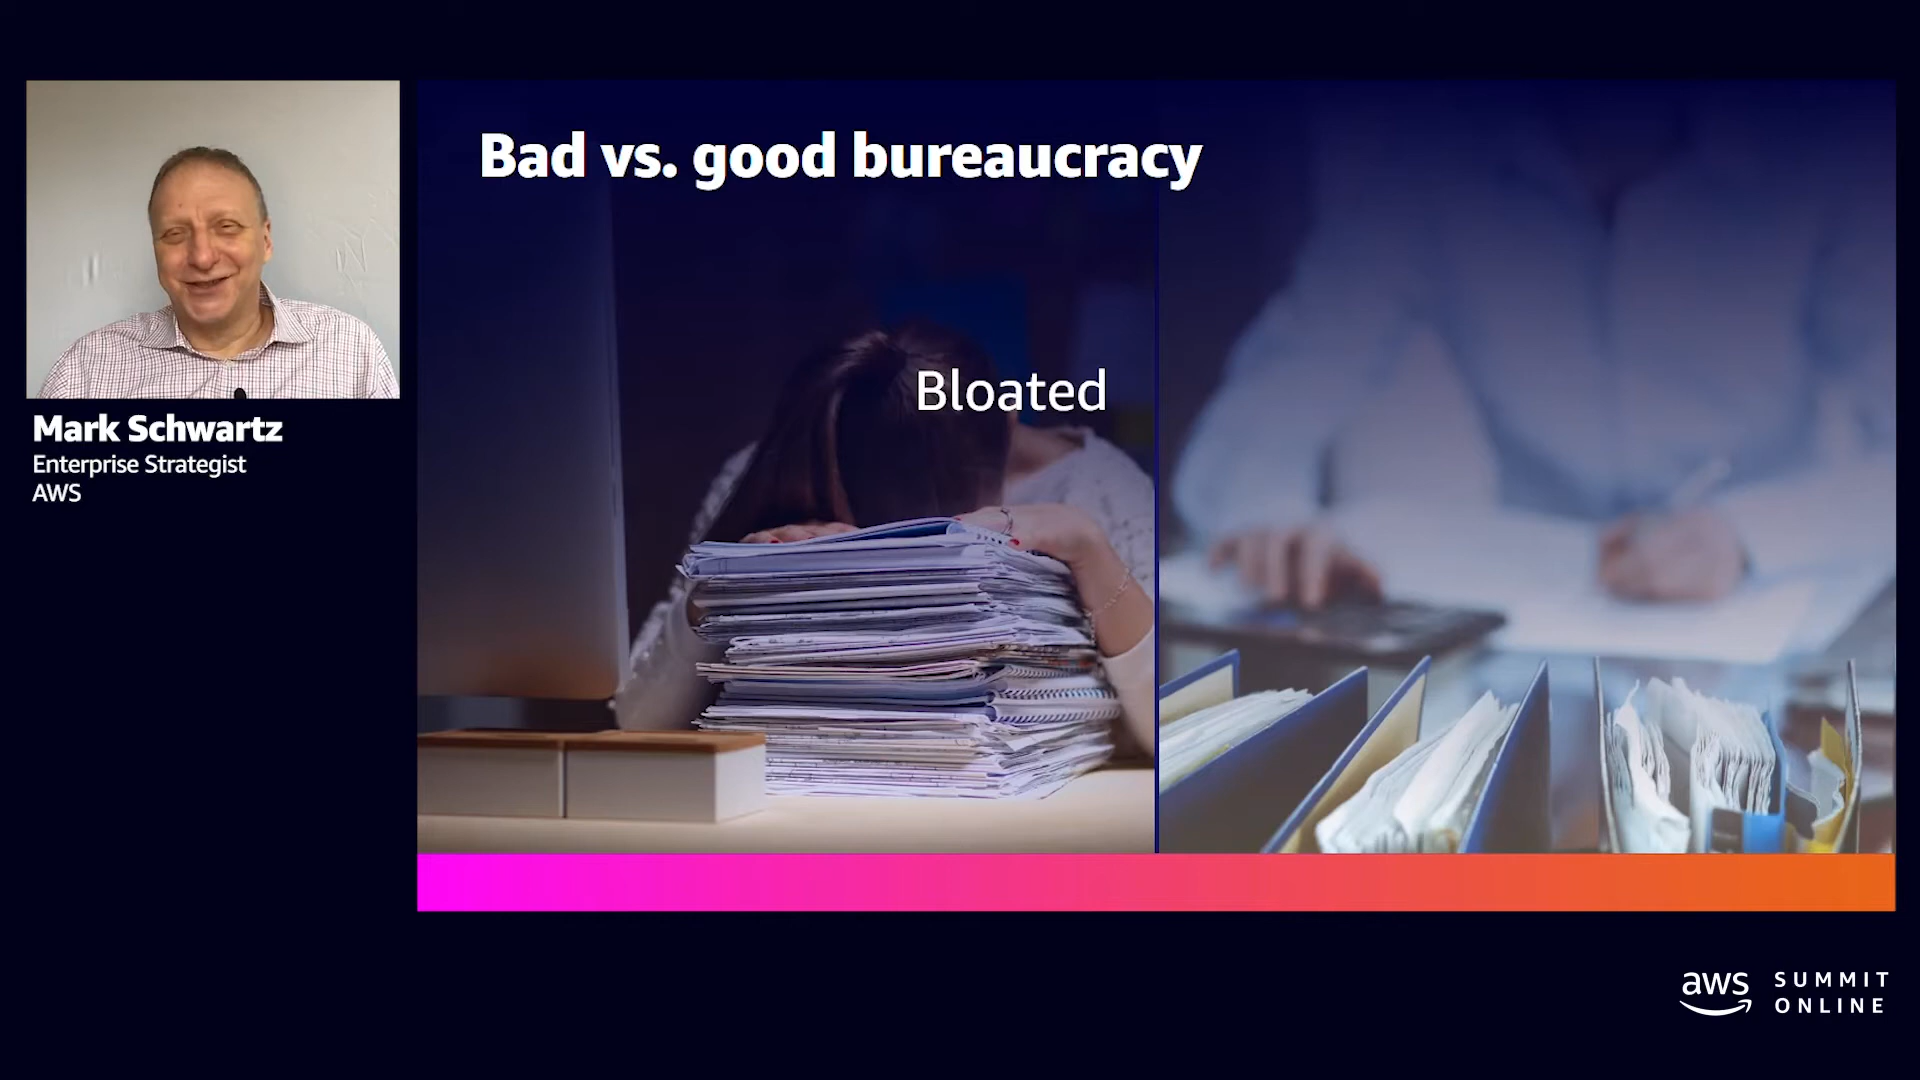 Bad vs. good bureaucracy
Bloated
Mark Schwartz
Enterprise Strategist
AWS
aws
SUMMIT
ONLINE